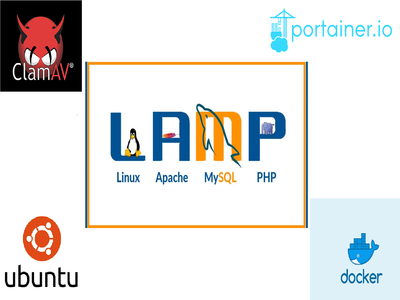 ClamAV®
portainer.io
LAMP
Linux Apache MySQL PHP
ubuntu
docker